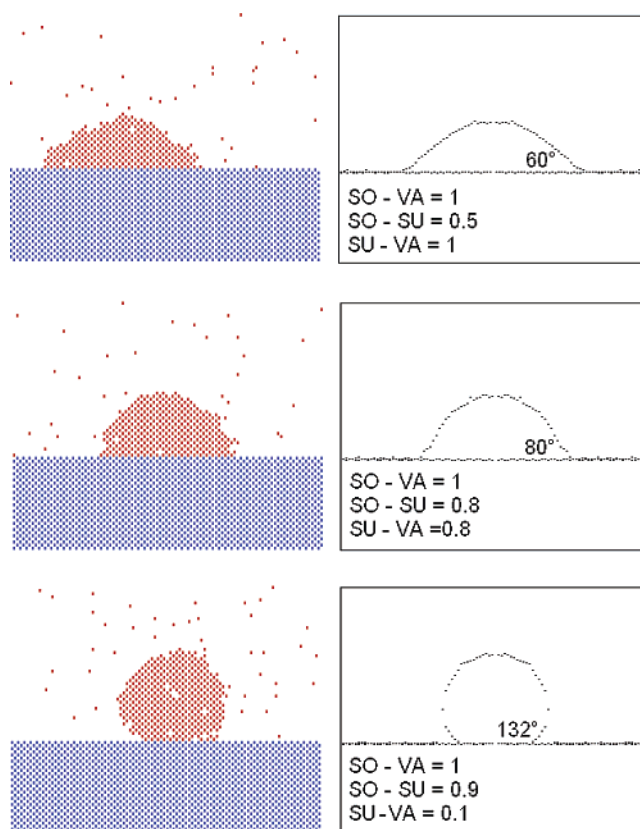 60°
SO - VA = 1
SO - SU = 0.5
SU - VA = 1
80°
SO - VA = 1
SO - SU = 0.8
SU - VA =0.8
132°
SO - VA = 1
SO - SU = 0.9
SU-VA = 0.1